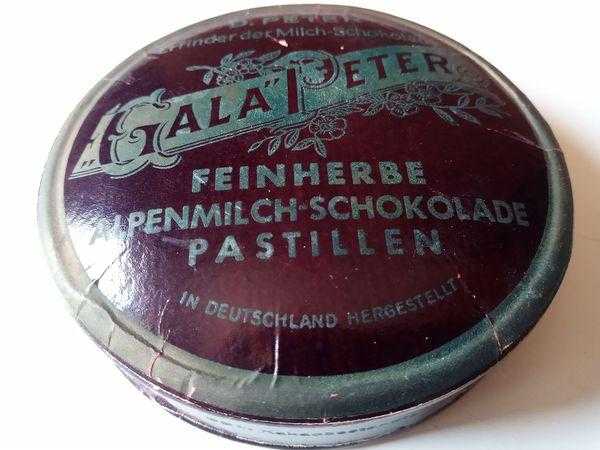 D. PETER
Erfinder der Milch-Schokolade
„GALA" PETER
FEINHERBE
ALPENMILCH-SCHOKOLADE
PASTILLEN
IN DEUTSCHLAND HERGESTELLT